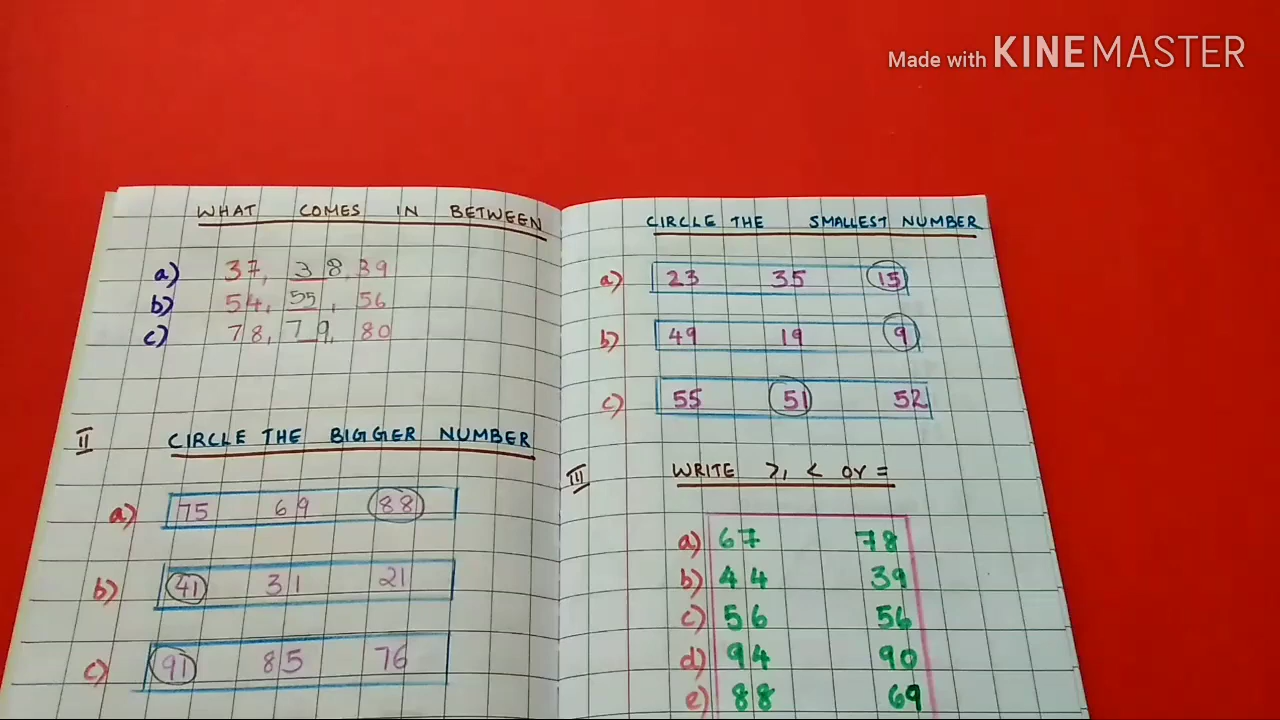 Made with KINEMASTER
WHAT COMES IN BETWEEN
a) 37, 38, 39
b) 54, 55, 56
c) 78, 79, 80
II CIRCLE THE BIGGER NUMBER
a) 75 69 88
b) 41 31 21
c) 91 85 76
CIRCLE THE SMALLEST NUMBER
a) 23 35 15
b) 49 19 9
c) 55 51 52
III WRITE >, < or =
a) 67 78
b) 44 39
c) 56 56
d) 94 90
e) 88 69